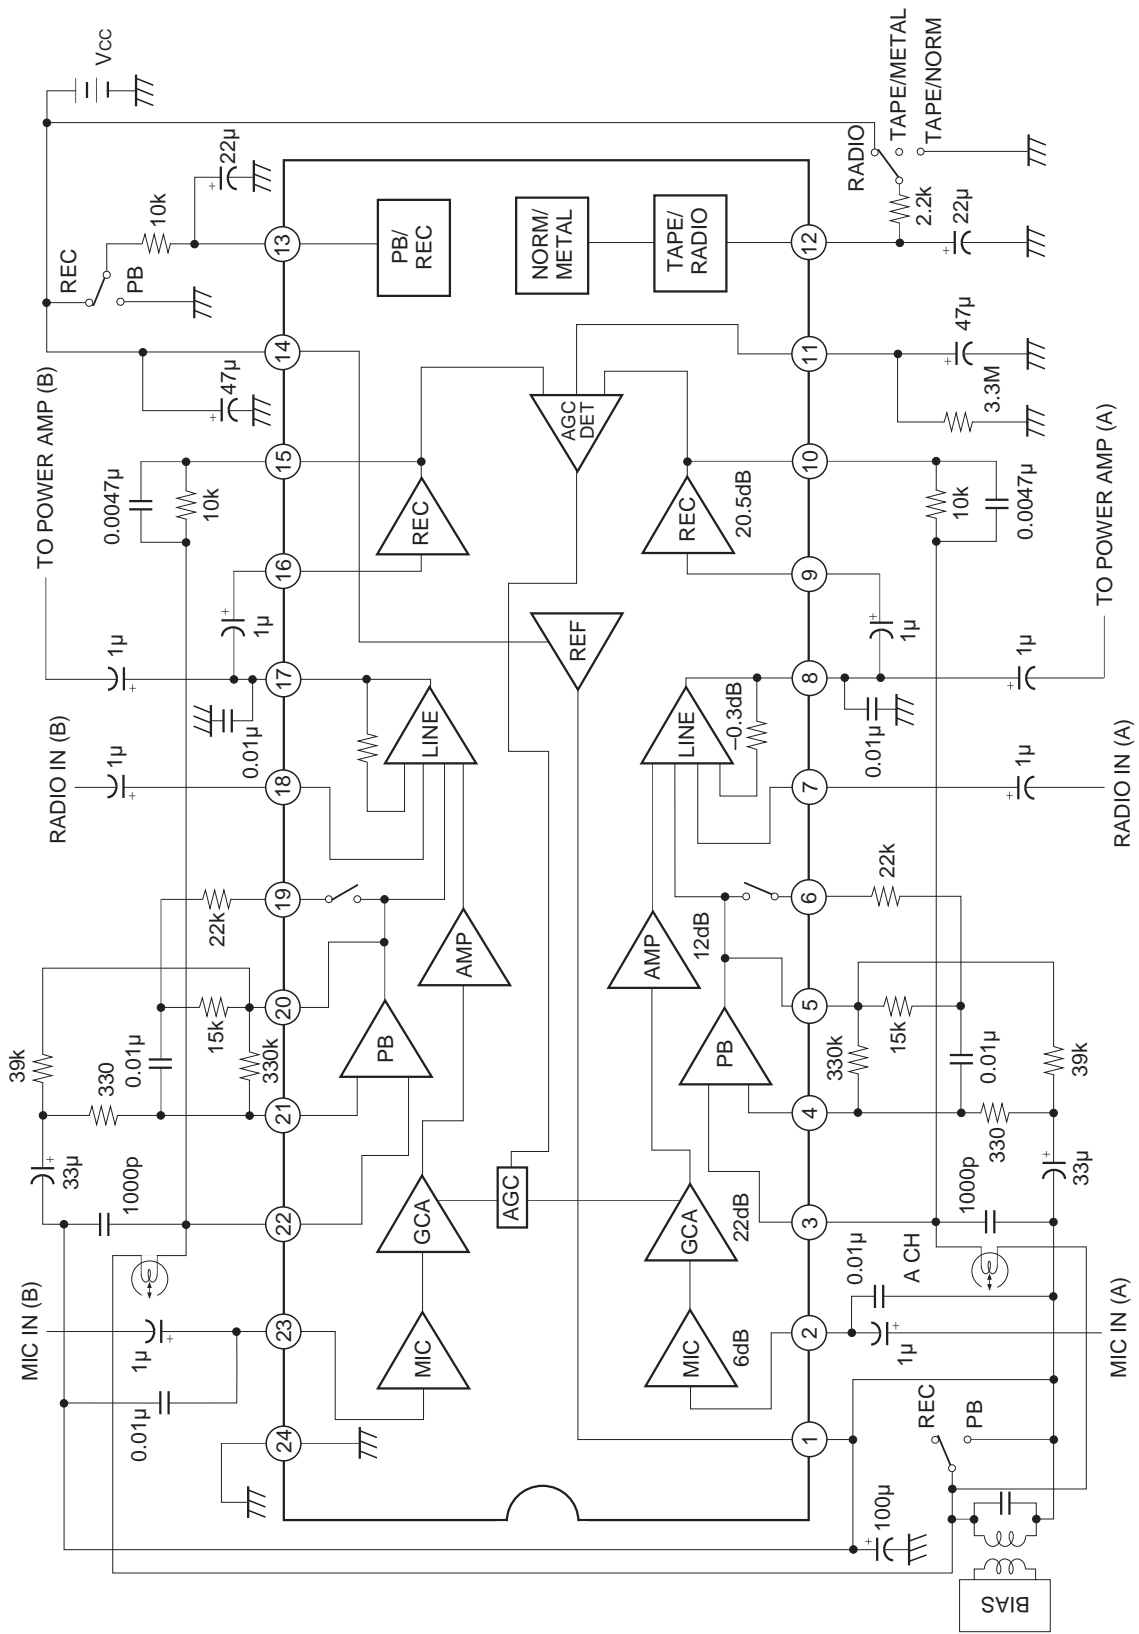 VCC
REC
PB
10k
22µ
13
PB/
REC
NORM/
METAL
TAPE/
RADIO
12
RADIO
TAPE/METAL
TAPE/NORM
2.2k
22µ
TO POWER AMP (B)
47µ
14
11
47µ
3.3M
0.0047µ
10k
15
REC
AGC
DET
REC
20.5dB
10
10k
0.0047µ
TO POWER AMP (A)
1µ
1µ
16
REF
9
1µ
1µ
17
0.01µ
LINE
LINE
–0.3dB
8
0.01µ
RADIO IN (B)
1µ
18
7
1µ
RADIO IN (A)
22k
19
6
22k
AMP
AMP
12dB
39k
330
0.01µ
15k
330k
20
PB
PB
5
330k
15k
0.01µ
39k
21
4
330
33µ
1000p
22
GCA
AGC
GCA
22dB
3
1000p
33µ
MIC IN (B)
1µ
0.01µ
23
MIC
MIC
6dB
2
0.01µ
A CH
1µ
MIC IN (A)
24
1
REC
PB
100µ
BIAS